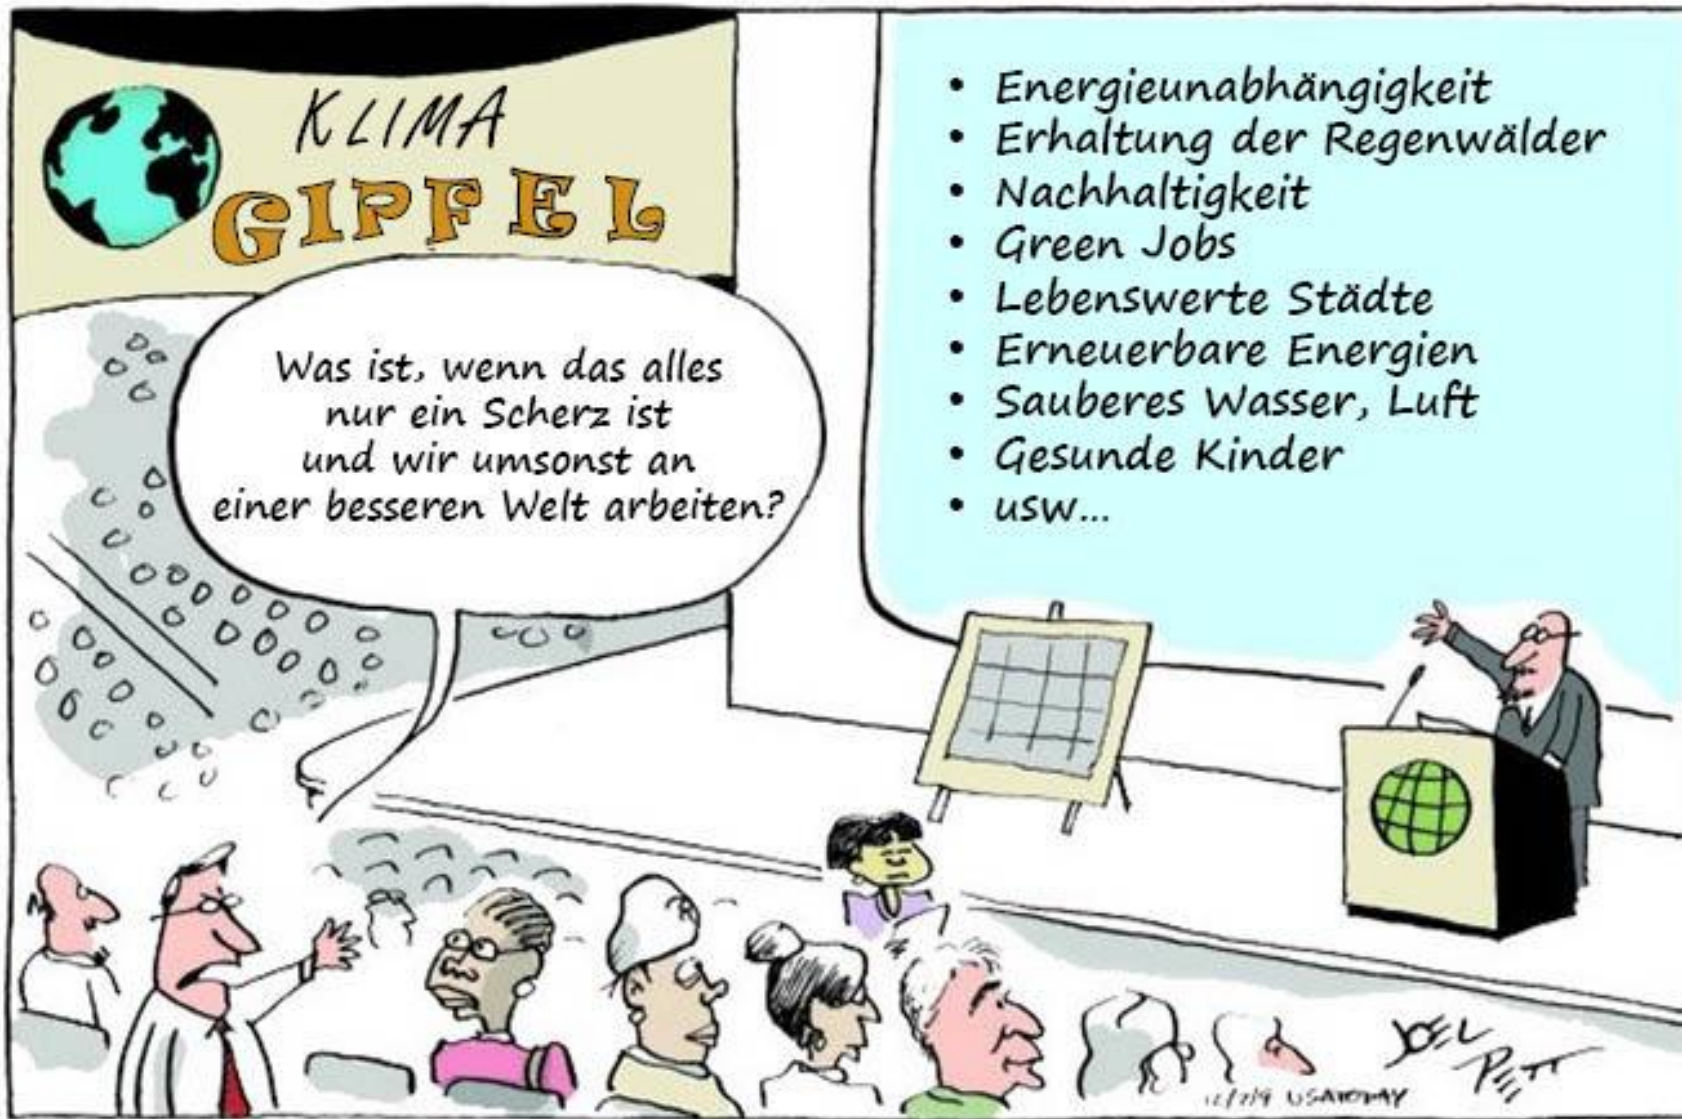 KLIMA
GIPFEL
Was ist, wenn das alles
nur ein Scherz ist
und wir umsonst an
einer besseren Welt arbeiten?
• Energieunabhängigkeit
• Erhaltung der Regenwälder
• Nachhaltigkeit
• Green Jobs
• Lebenswerte Städte
• Erneuerbare Energien
• Sauberes Wasser, Luft
• Gesunde Kinder
• usw...
JOEL
PETT
USA TODAY